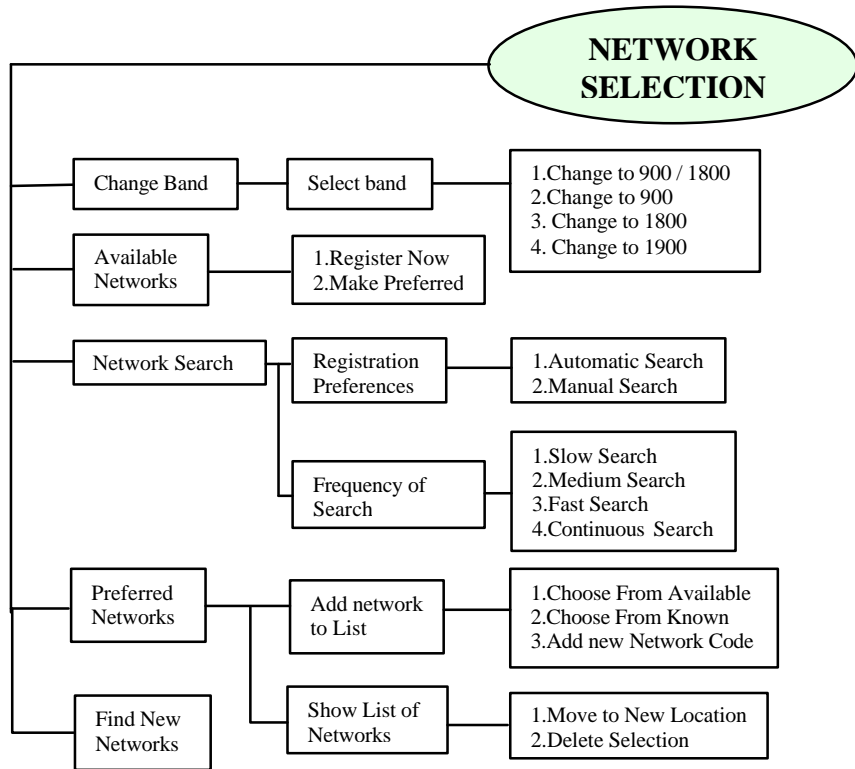 NETWORK
SELECTION
Change Band
Select band
1.Change to 900 / 1800
2.Change to 900
3. Change to 1800
4. Change to 1900
Available
Networks
1.Register Now
2.Make Preferred
Network Search
Registration
Preferences
1.Automatic Search
2.Manual Search
Frequency of
Search
1.Slow Search
2.Medium Search
3.Fast Search
4.Continuous Search
Preferred
Networks
Add network
to List
1.Choose From Available
2.Choose From Known
3.Add new Network Code
Show List of
Networks
1.Move to New Location
2.Delete Selection
Find New
Networks